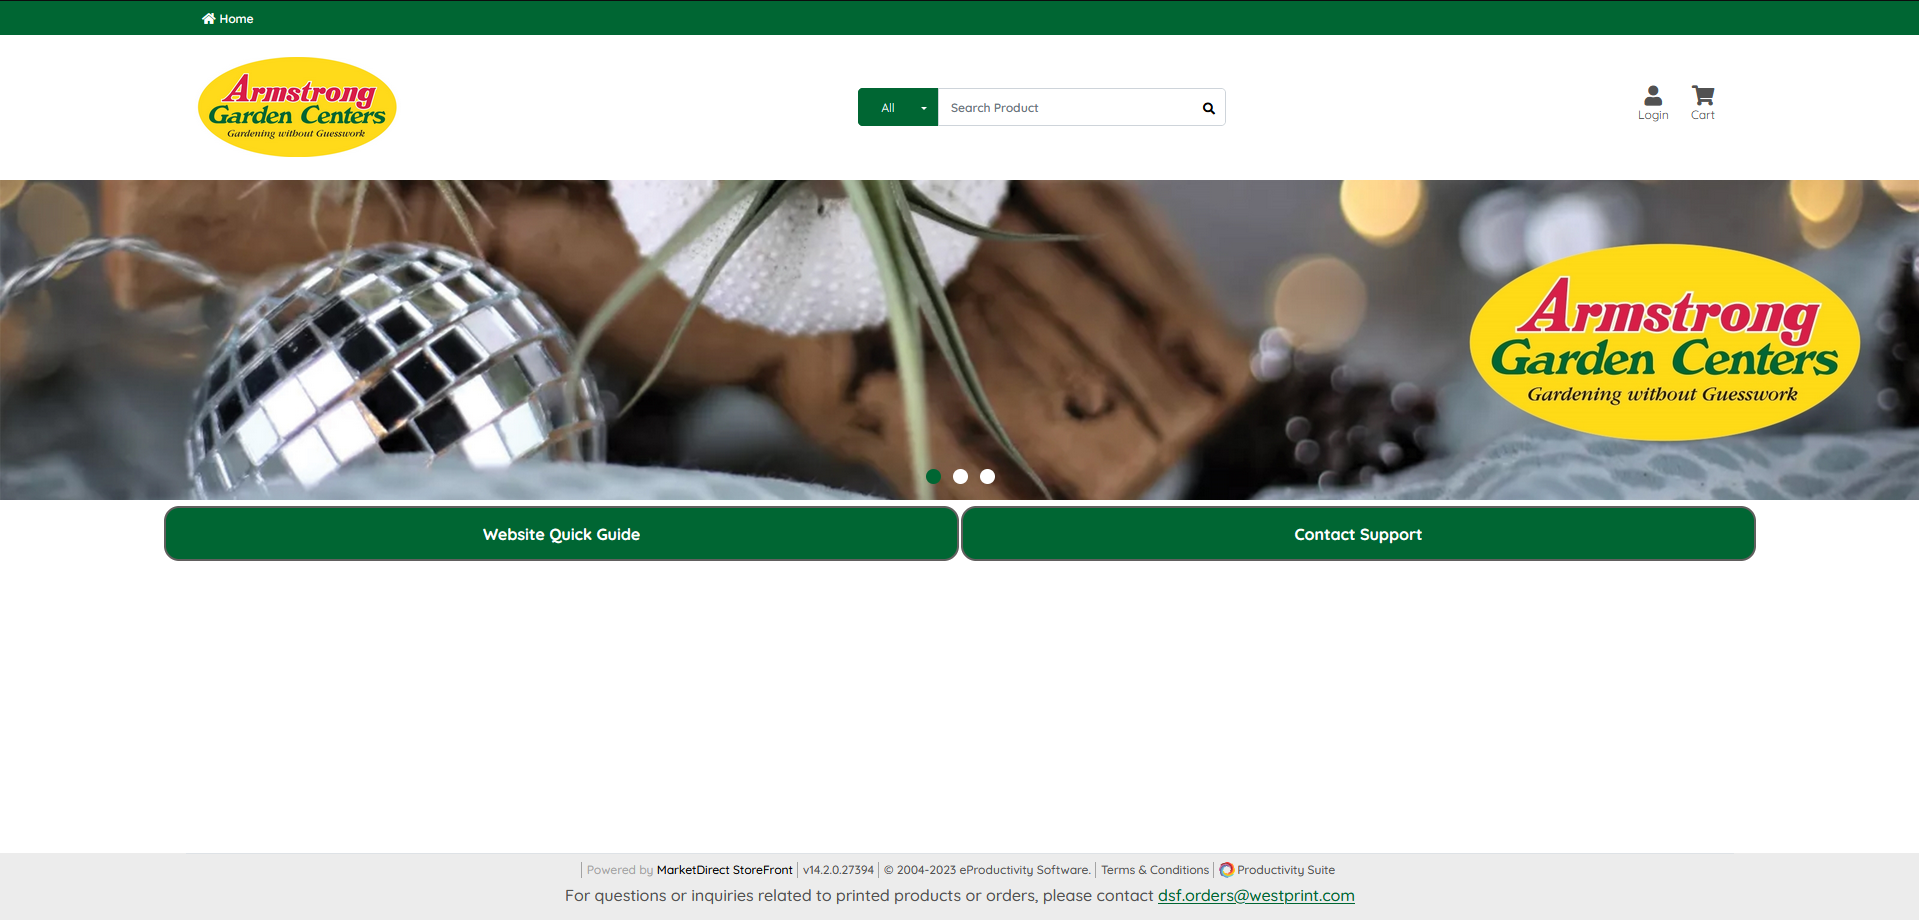 Home
Armstrong
Garden Centers
Gardening without Guesswork
All
Search Product
Login
Cart
Armstrong
Garden Centers
Gardening without Guesswork
Website Quick Guide
Contact Support
Powered by MarketDirect StoreFront v14.2.0.27394 © 2004-2023 eProductivity Software. Terms & Conditions Productivity Suite
For questions or inquiries related to printed products or orders, please contact dsf.orders@westprint.com